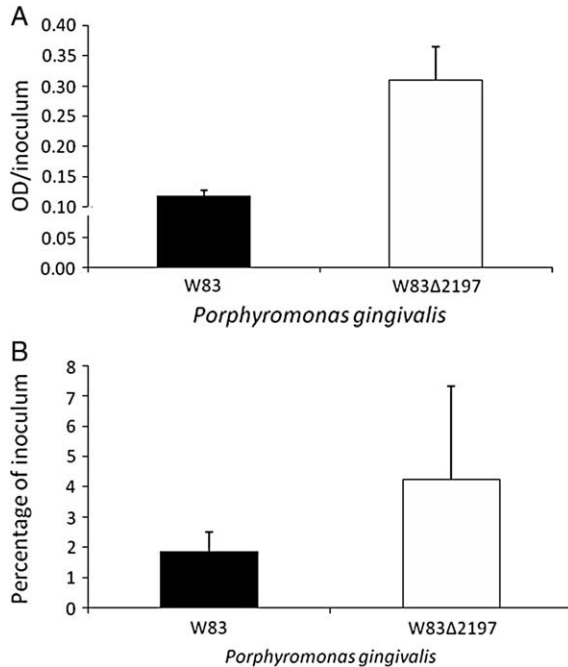 A
OD/inoculum
0.40
0.35
0.30
0.25
0.20
0.15
0.10
0.05
0.00
W83 W83Δ2197
Porphyromonas gingivalis
B
Percentage of inoculum
8
7
6
5
4
3
2
1
0
W83 W83Δ2197
Porphyromonas gingivalis